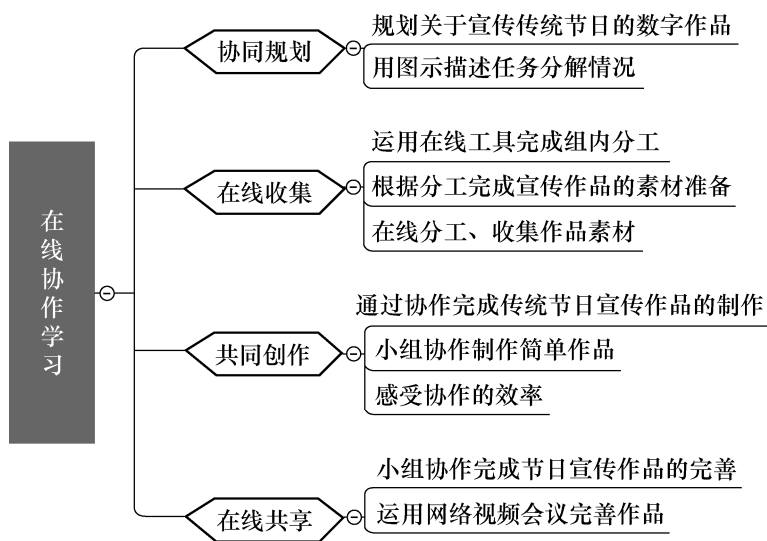 在线协作学习
协同规划
规划关于宣传传统节日的数字作品
用图示描述任务分解情况
在线收集
运用在线工具完成组内分工
根据分工完成宣传作品的素材准备
在线分工、收集作品素材
共同创作
通过协作完成传统节日宣传作品的制作
小组协作制作简单作品
感受协作的效率
在线共享
小组协作完成节日宣传作品的完善
运用网络视频会议完善作品